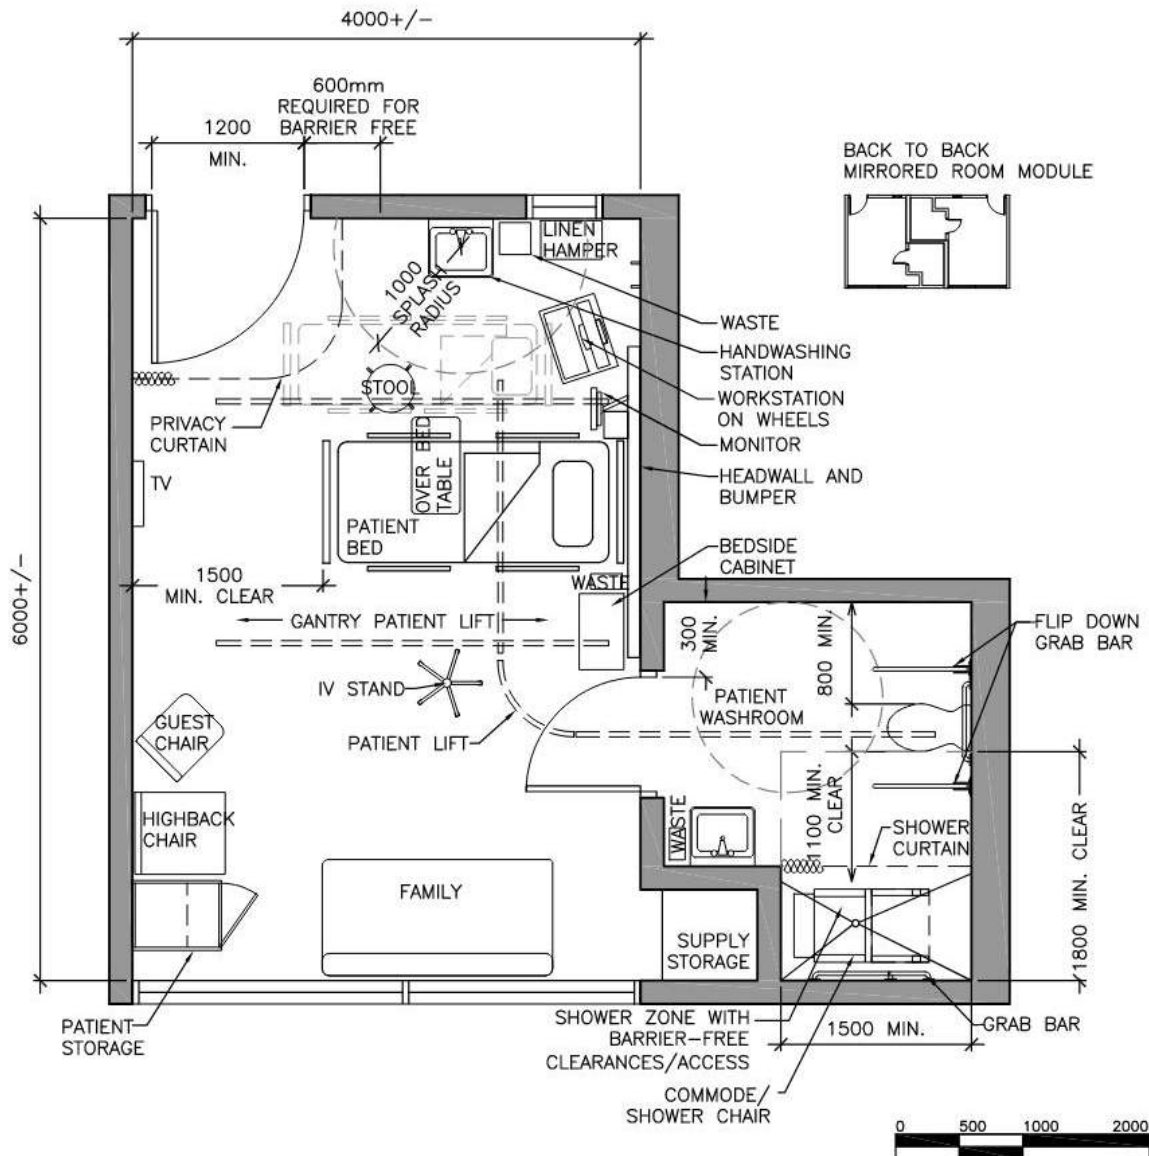 4000+/-
600mm
REQUIRED FOR
BARRIER FREE
1200
MIN.
BACK TO BACK
MIRRORED ROOM MODULE
LINEN
HAMPER
1000
SPLASH
RADIUS
WASTE
HANDWASHING
STATION
STOOL
WORKSTATION
ON WHEELS
PRIVACY
CURTAIN
MONITOR
TV
OVER BED
TABLE
HEADWALL AND
BUMPER
PATIENT
BED
BEDSIDE
CABINET
6000+/-
1500
MIN. CLEAR
WASTE
GANTRY PATIENT LIFT
300
MIN.
800 MIN.
FLIP DOWN
GRAB BAR
IV STAND
PATIENT
WASHROOM
GUEST
CHAIR
PATIENT LIFT
HIGHBACK
CHAIR
WASTE
1100 MIN.
CLEAR
SHOWER
CURTAIN
1800 MIN. CLEAR
FAMILY
SUPPLY
STORAGE
PATIENT
STORAGE
SHOWER ZONE WITH
BARRIER-FREE
CLEARANCES/ACCESS
1500 MIN.
GRAB BAR
COMMODE/
SHOWER CHAIR
0 500 1000 2000